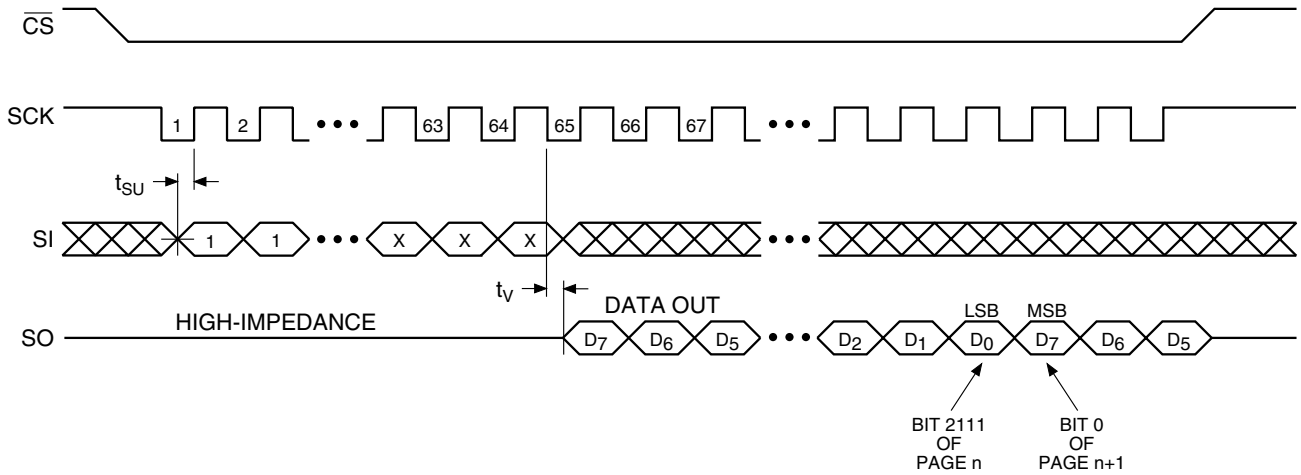 CS
SCK 1 2 ••• 63 64 65 66 67 •••
tSU
SI 1 1 ••• X X X •••
tV
DATA OUT
LSB MSB
HIGH-IMPEDANCE
SO D7 D6 D5 ••• D2 D1 D0 D7 D6 D5
BIT 2111
OF
PAGE n
BIT 0
OF
PAGE n+1